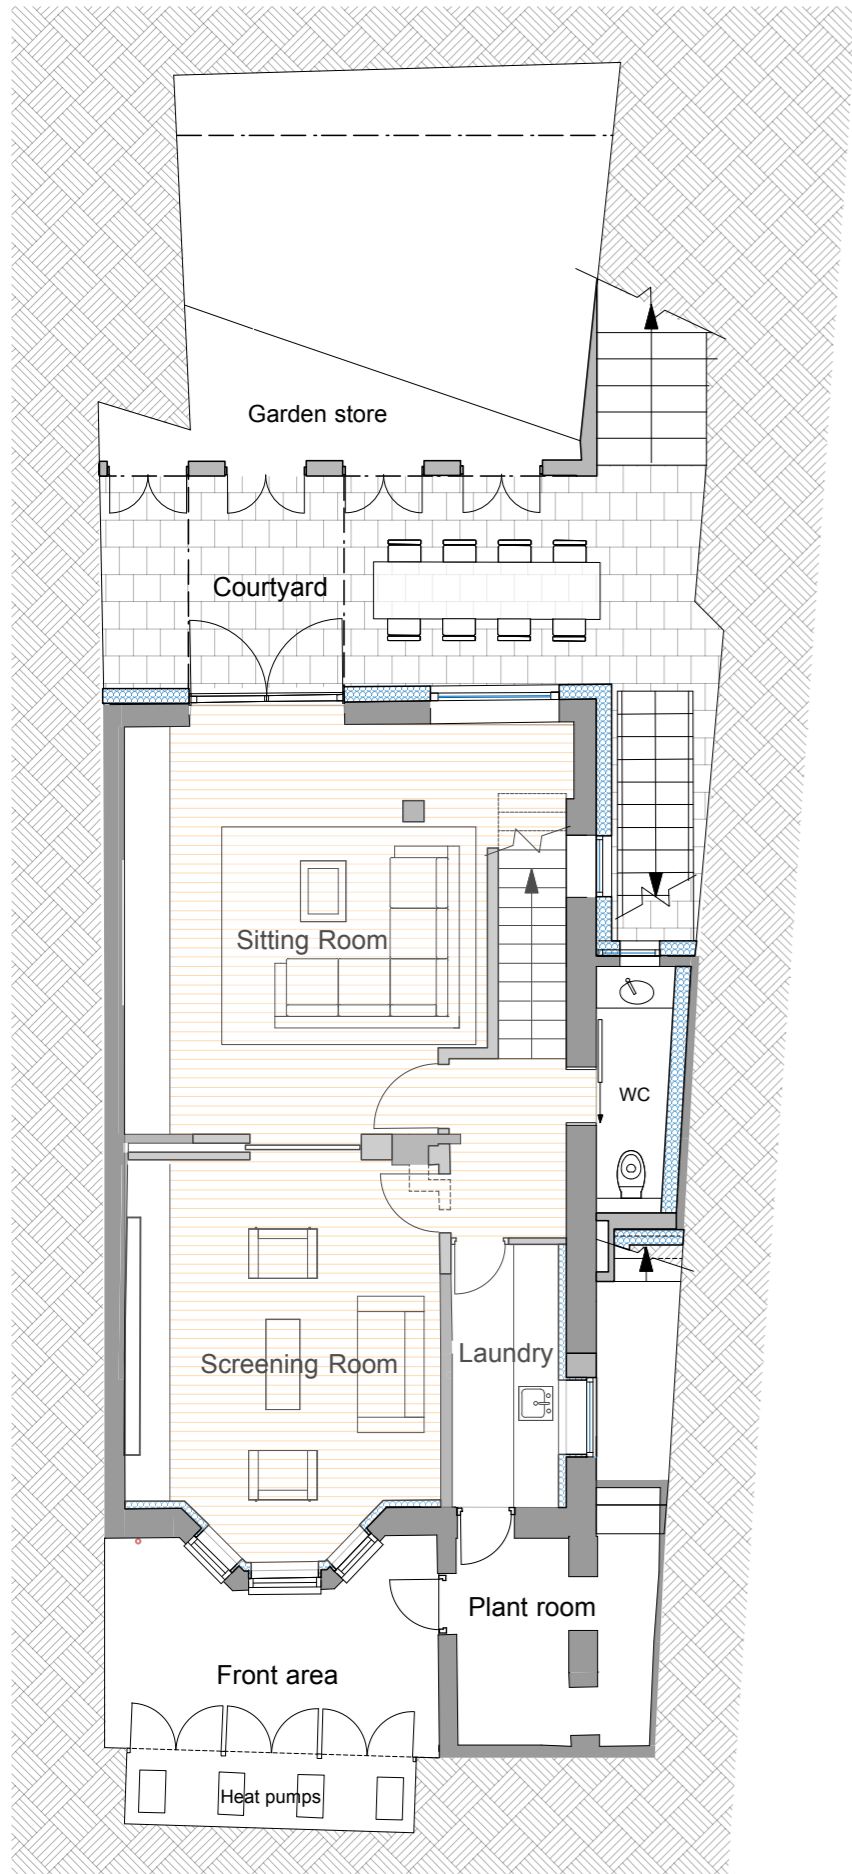 Garden store
Courtyard
Sitting Room
WC
Screening Room
Laundry
Plant room
Front area
Heat pumps